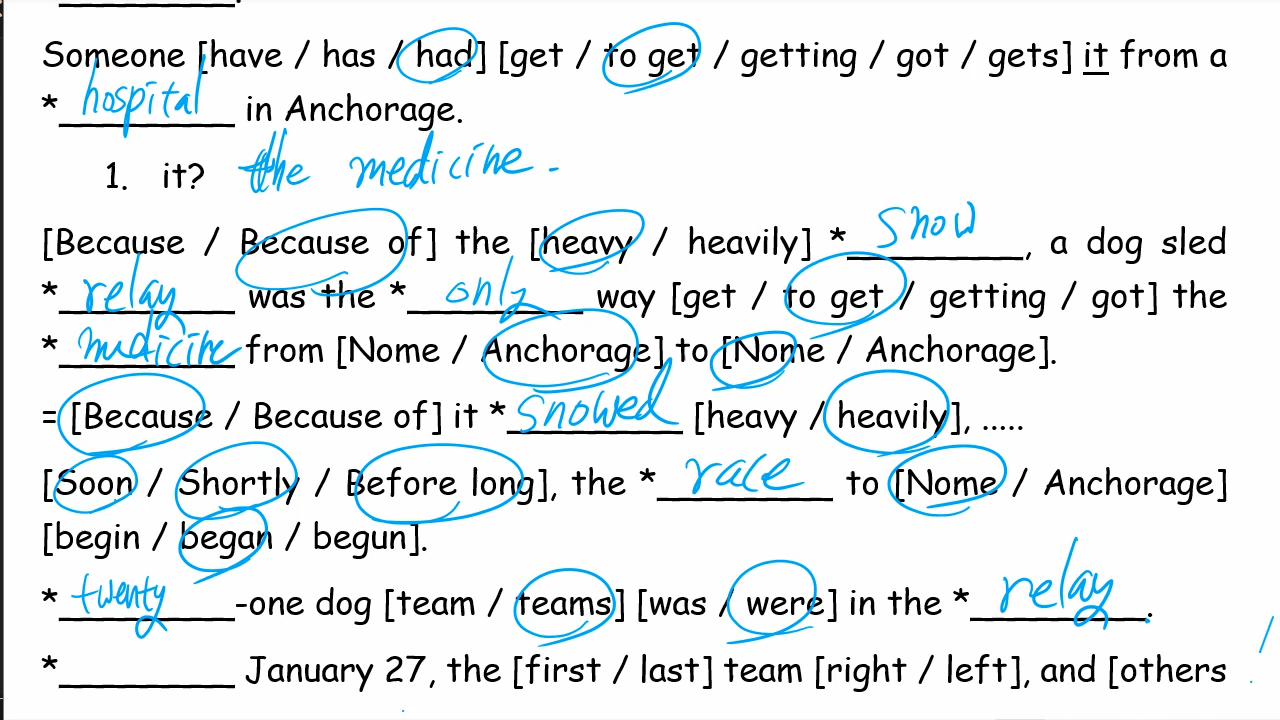 Someone [have / has / had] [get / to get / getting / got / gets] it from a
* hospital in Anchorage.
1. it? the medicine.
[Because / Because of] the [heavy / heavily] * snow, a dog sled
* relay was the * only way [get / to get / getting / got] the
* medicine from [Nome / Anchorage] to [Nome / Anchorage].
= [Because / Because of] it * snowed [heavy / heavily], .....
[Soon / Shortly / Before long], the * race to [Nome / Anchorage]
[begin / began / begun].
* twenty-one dog [team / teams] [was / were] in the * relay.
* January 27, the [first / last] team [right / left], and [others